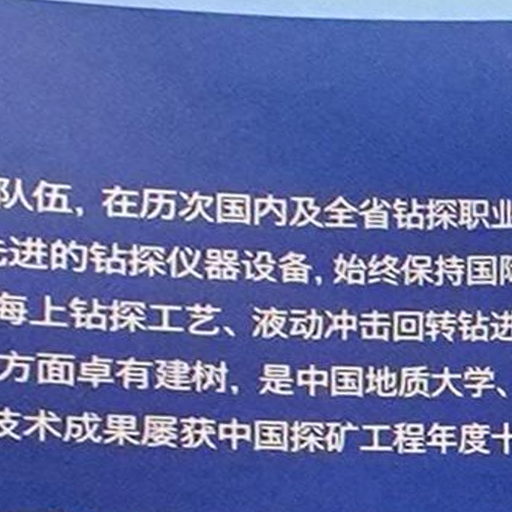 队伍，在历次国内及全省钻探职业
先进的钻探仪器设备，始终保持国际
海上钻探工艺、液动冲击回转钻进
方面卓有建树，是中国地质大学、
技术成果屡获中国探矿工程年度十